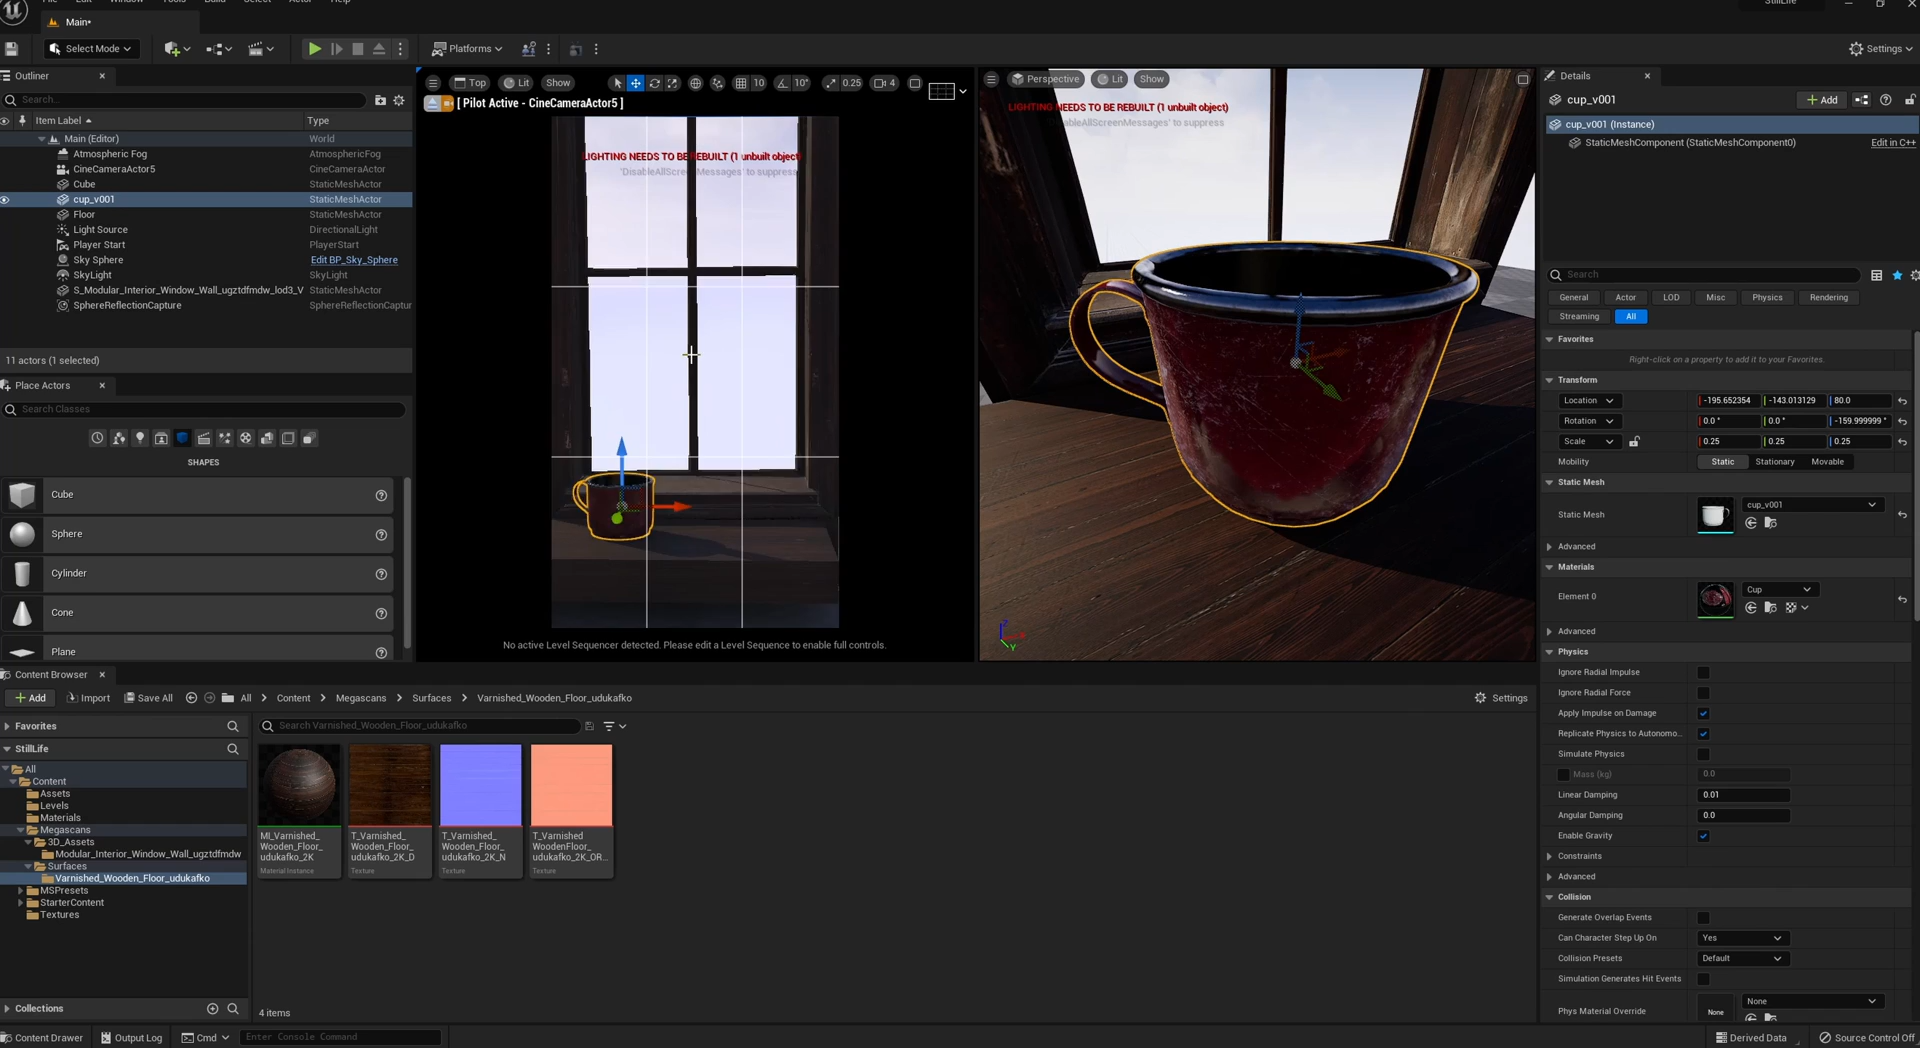 StillLife
Main•
Select Mode
Platforms
Settings
Outliner
Search...
Item Label
Type
Main (Editor)
World
Atmospheric Fog
AtmosphericFog
CineCameraActor5
CineCameraActor
Cube
StaticMeshActor
cup_v001
StaticMeshActor
Floor
StaticMeshActor
Light Source
DirectionalLight
Player Start
PlayerStart
Sky Sphere
Edit BP_Sky_Sphere
SkyLight
SkyLight
S_Modular_Interior_Window_Wall_ugztdfmdw_lod3_V
StaticMeshActor
SphereReflectionCapture
SphereReflectionCaptur
11 actors (1 selected)
Place Actors
Search Classes
SHAPES
Cube
Sphere
Cylinder
Cone
Plane
Top
Lit
Show
10
10°
0.25
4
[ Pilot Active - CineCameraActor5 ]
LIGHTING NEEDS TO BE REBUILT (1 unbuilt object)
'DisableAllScreenMessages' to suppress
No active Level Sequencer detected. Please edit a Level Sequence to enable full controls.
Perspective
Lit
Show
LIGHTING NEEDS TO BE REBUILT (1 unbuilt object)
'DisableAllScreenMessages' to suppress
Z
Y
Details
cup_v001
Add
cup_v001 (Instance)
StaticMeshComponent (StaticMeshComponent0)
Edit in C++
Search
General
Actor
LOD
Misc
Physics
Rendering
Streaming
All
Favorites
Right-click on a property to add it to your Favorites.
Transform
Location
-195.652354
-143.013129
80.0
Rotation
0.0 °
0.0 °
-159.999999 °
Scale
0.25
0.25
0.25
Mobility
Static
Stationary
Movable
Static Mesh
Static Mesh
cup_v001
Advanced
Materials
Element 0
Cup
Advanced
Physics
Ignore Radial Impulse
Ignore Radial Force
Apply Impulse on Damage
Replicate Physics to Autonomo...
Simulate Physics
Mass (kg)
0.0
Linear Damping
0.01
Angular Damping
0.0
Enable Gravity
Constraints
Advanced
Collision
Generate Overlap Events
Can Character Step Up On
Yes
Collision Presets
Default
Simulation Generates Hit Events
Phys Material Override
None
None
Content Browser
Add
Import
Save All
All
Content
Megascans
Surfaces
Varnished_Wooden_Floor_udukafko
Settings
Favorites
Search Varnished_Wooden_Floor_udukafko
StillLife
All
Content
Assets
Levels
Materials
Megascans
3D_Assets
Modular_Interior_Window_Wall_ugztdfmdw
Surfaces
Varnished_Wooden_Floor_udukafko
MSPresets
StarterContent
Textures
MI_Varnished_
Wooden_Floor_
udukafko_2K
Material Instance
T_Varnished_
Wooden_Floor_
udukafko_2K_D
Texture
T_Varnished_
Wooden_Floor_
udukafko_2K_N
Texture
T_Varnished
WoodenFloor_
udukafko_2K_OR...
Texture
Collections
4 items
Content Drawer
Output Log
Cmd
Enter Console Command
Derived Data
Source Control Off